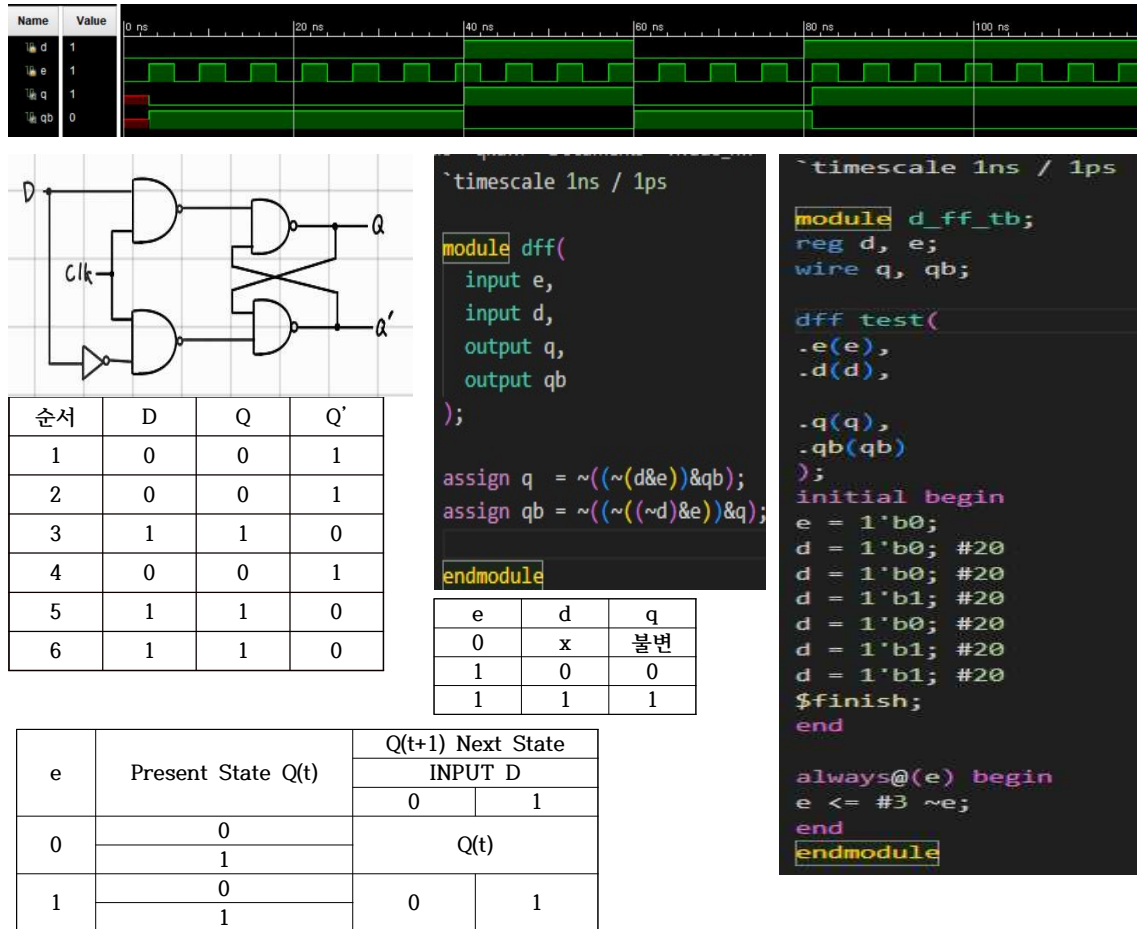 Name Value 0 ns 20 ns 40 ns 60 ns 80 ns 100 ns
d 1
e 1
q 1
qb 0
D
Clk
Q
Q'
순서 D Q Q'
1 0 0 1
2 0 0 1
3 1 1 0
4 0 0 1
5 1 1 0
6 1 1 0
`timescale 1ns / 1ps
module dff(
input e,
input d,
output q,
output qb
);
assign q = ~((~(d&e))&qb);
assign qb = ~((~((~d)&e))&q);
endmodule
e d q
0 x 불변
1 0 0
1 1 1
`timescale 1ns / 1ps
module d_ff_tb;
reg d, e;
wire q, qb;
dff test(
.e(e),
.d(d),
.q(q),
.qb(qb)
);
initial begin
e = 1'b0;
d = 1'b0; #20
d = 1'b0; #20
d = 1'b1; #20
d = 1'b0; #20
d = 1'b1; #20
d = 1'b1; #20
$finish;
end
always@(e) begin
e <= #3 ~e;
end
endmodule
e Present State Q(t) Q(t+1) Next State
INPUT D
0 1
0 0 Q(t)
1
1 0 0 1
1